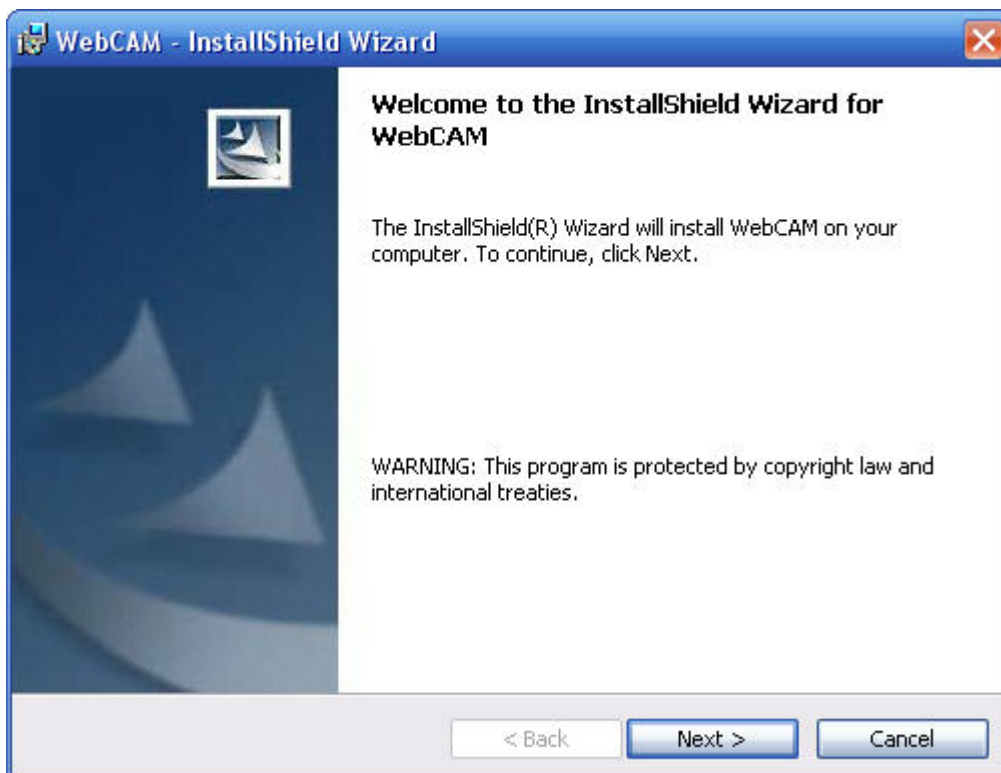 WebCAM - InstallShield Wizard
Welcome to the InstallShield Wizard for
WebCAM
The InstallShield(R) Wizard will install WebCAM on your
computer. To continue, click Next.
WARNING: This program is protected by copyright law and
international treaties.
< Back
Next >
Cancel